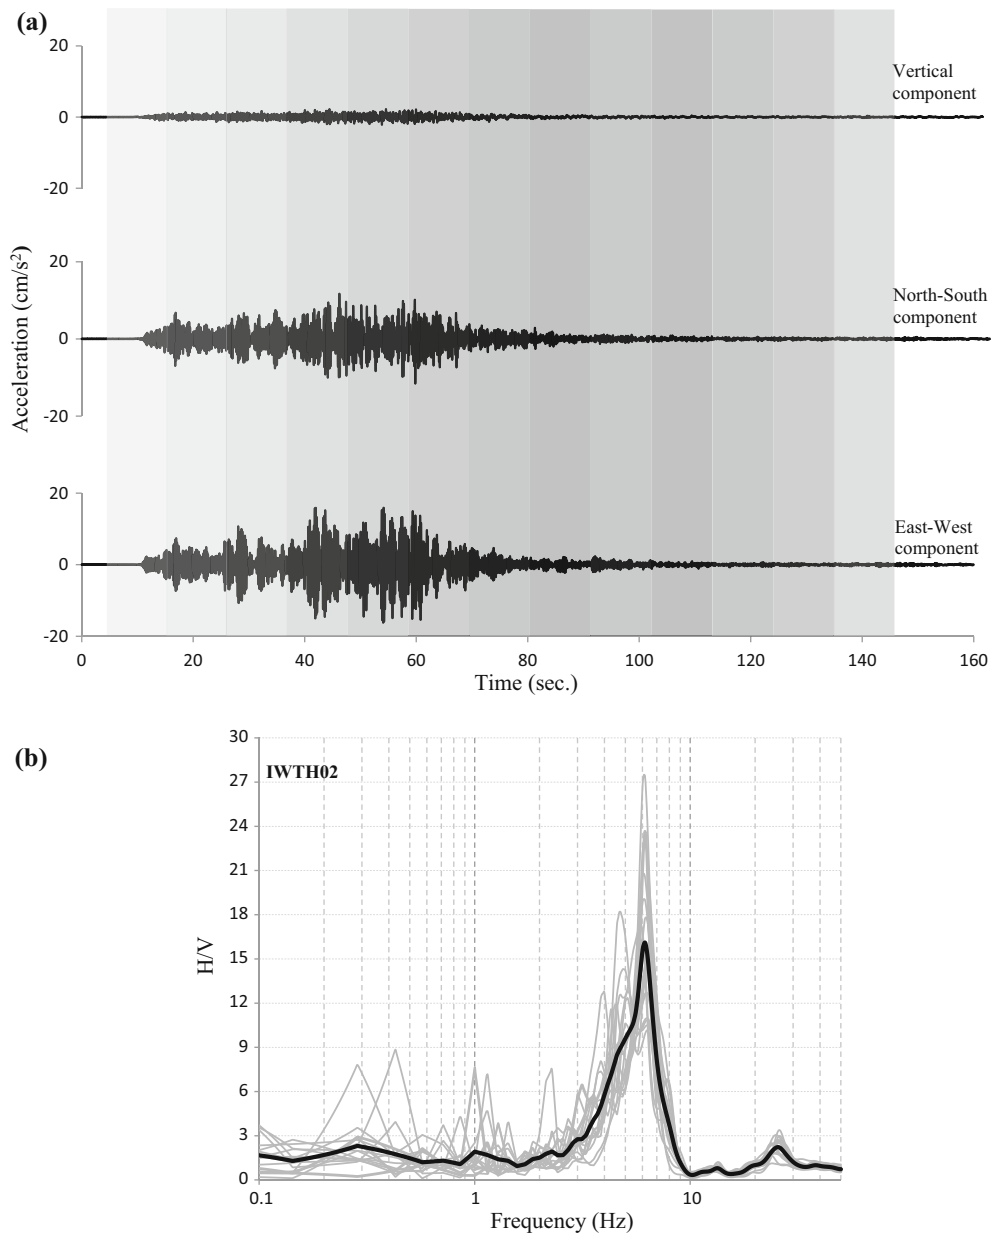 (a)
20
0
-20
Vertical
component
20
0
-20
North-South
component
Acceleration (cm/s²)
20
0
-20
East-West
component
0 20 40 60 80 100 120 140 160
Time (sec.)
(b)
IWTH02
H/V
30
27
24
21
18
15
12
9
6
3
0
0.1 1 10
Frequency (Hz)